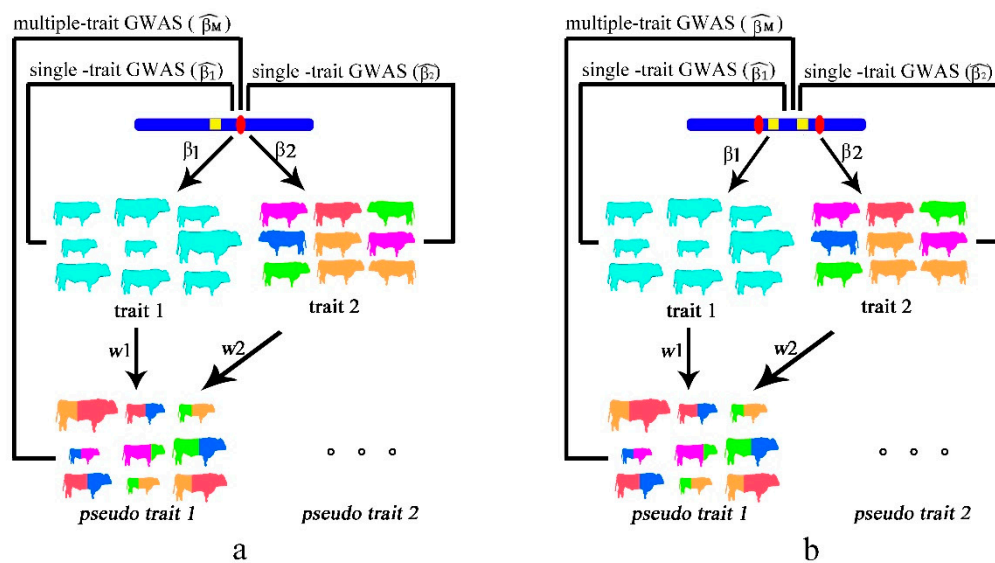 multiple-trait GWAS (β̂M)
single -trait GWAS (β̂1) single -trait GWAS (β̂2)
β1 β2
trait 1 trait 2
w1 w2
pseudo trait 1 pseudo trait 2
a
multiple-trait GWAS (β̂M)
single -trait GWAS (β̂1) single -trait GWAS (β̂2)
β1 β2
trait 1 trait 2
w1 w2
pseudo trait 1 pseudo trait 2
b